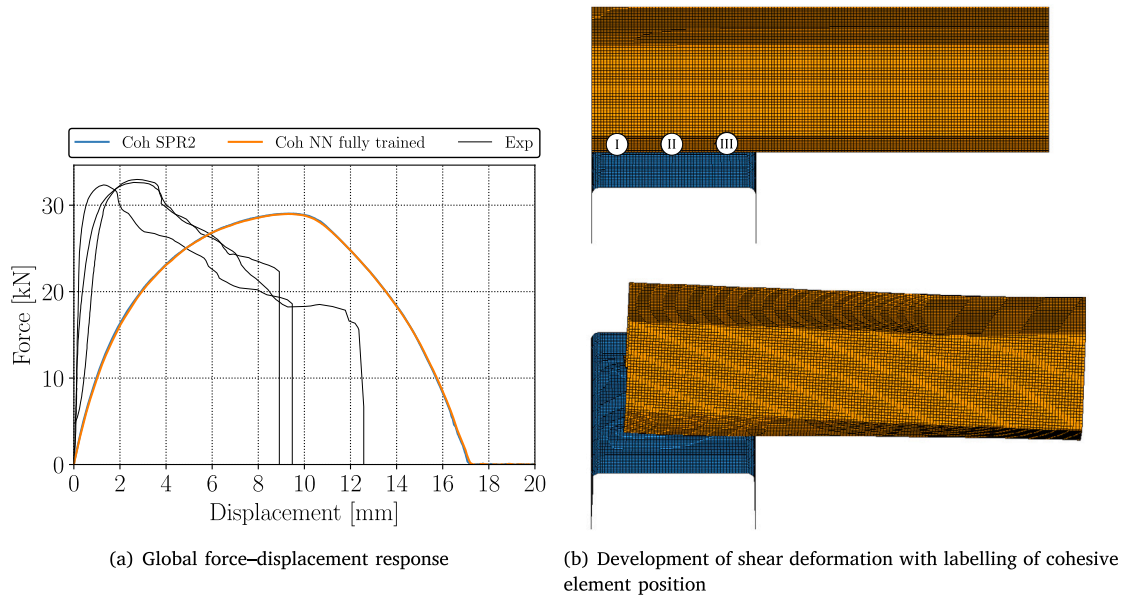 Coh SPR2
Coh NN fully trained
Exp
30
20
10
0
Force [kN]
0 2 4 6 8 10 12 14 16 18 20
Displacement [mm]
(a) Global force–displacement response
I II III
(b) Development of shear deformation with labelling of cohesive
element position